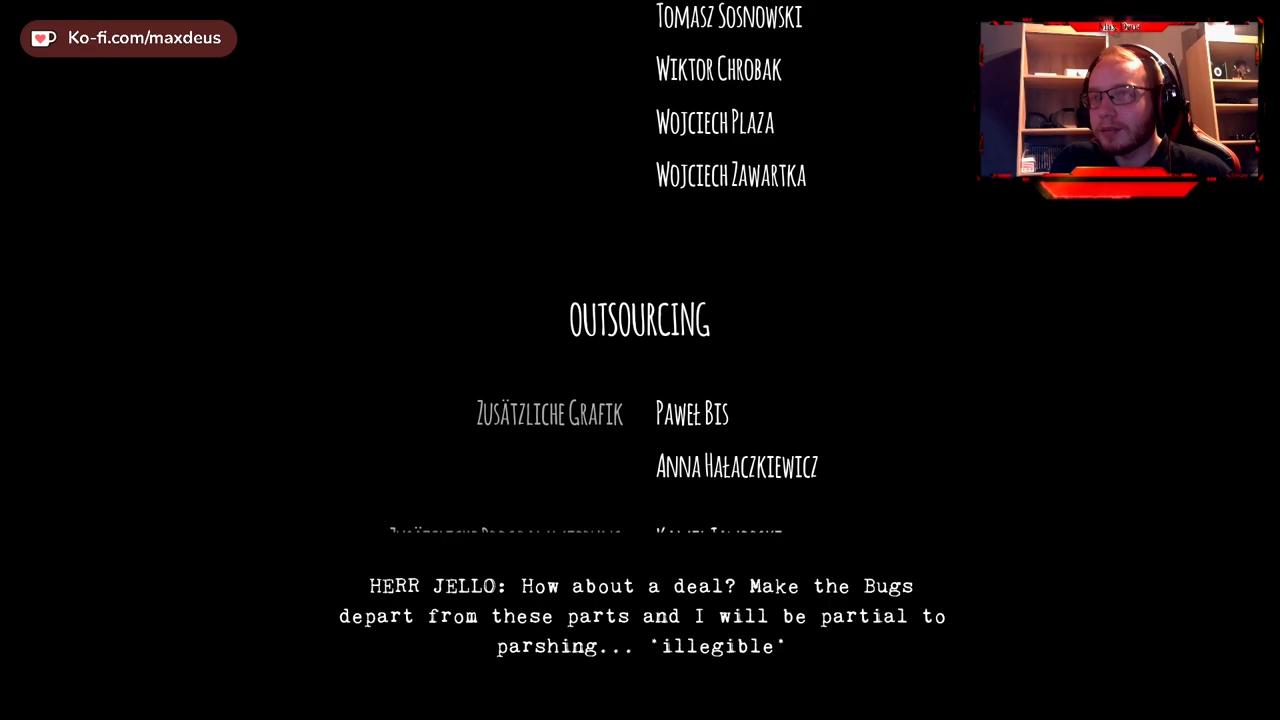 Ko-fi.com/maxdeus
TOMASZ SOSNOWSKI
WIKTOR CHROBAK
WOJCIECH PLAZA
WOJCIECH ZAWARTKA
OUTSOURCING
ZUSÄTZLICHE GRAFIK
PAWEŁ BIS
ANNA HAŁACZKIEWICZ
HERR JELLO: How about a deal? Make the Bugs
depart from these parts and I will be partial to
parshing... *illegible*